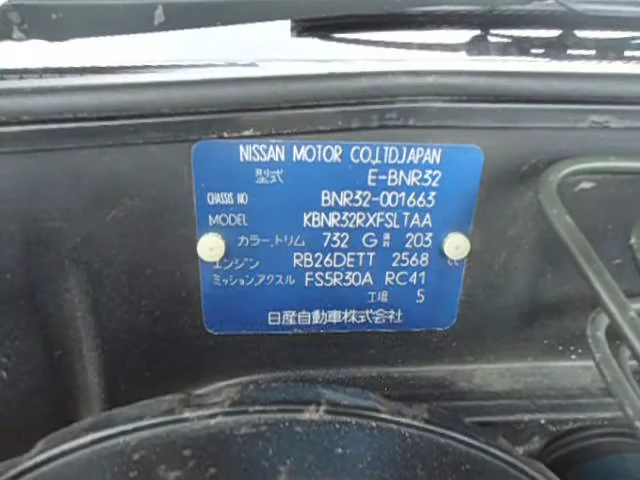 NISSAN MOTOR CO.,LTD.JAPAN
型式 E-BNR32
CHASSIS NO BNR32-001663
MODEL KBNR32RXFSLTAA
カラー、トリム 732 G 203
エンジン RB26DETT 2568 cc
ミッション、アクスル FS5R30A RC41
工場 5
日産自動車株式会社